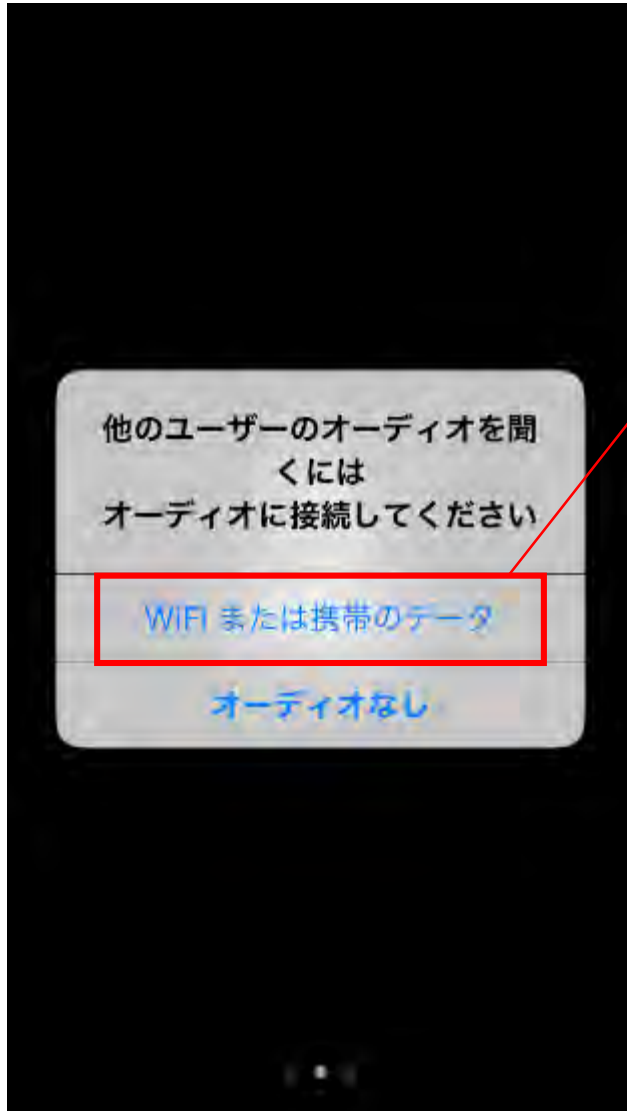 他のユーザーのオーディオを聞
くには
オーディオに接続してください
WiFi または携帯のデータ
オーディオなし